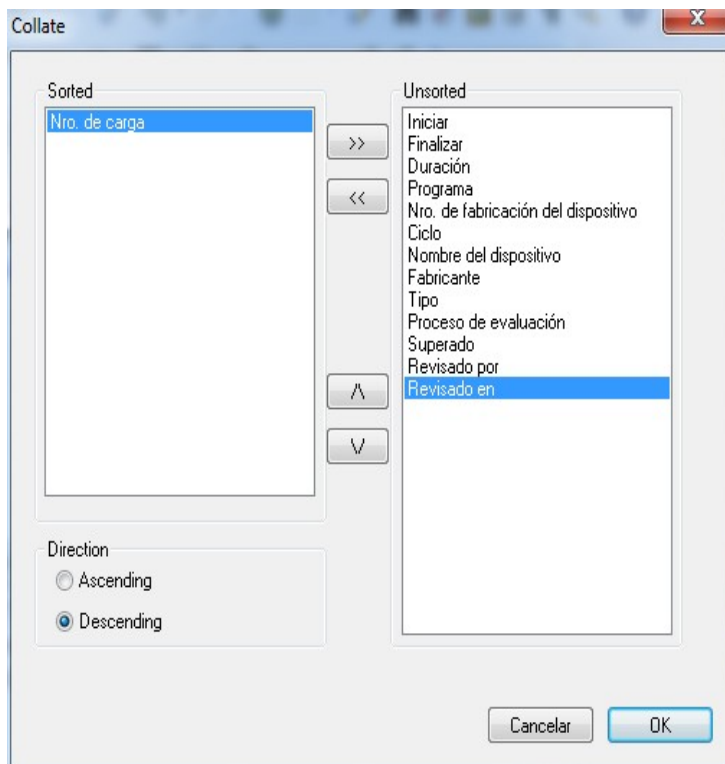 Collate
X
Sorted
Nro. de carga
>>
<<
/\
\/
Unsorted
Iniciar
Finalizar
Duración
Programa
Nro. de fabricación del dispositivo
Ciclo
Nombre del dispositivo
Fabricante
Tipo
Proceso de evaluación
Superado
Revisado por
Revisado en
Direction
Ascending
Descending
Cancelar
OK